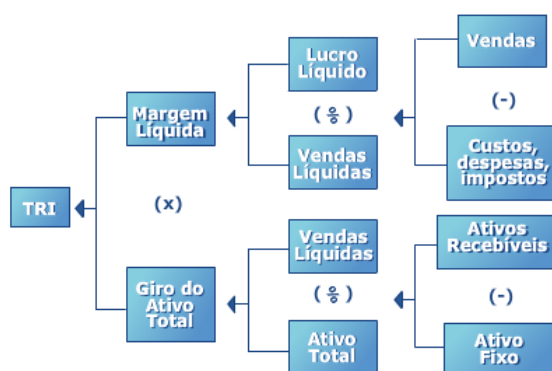 Lucro
Líquido
Vendas
Margem
Líquida
(%)
(-)
Vendas
Líquidas
Custos,
despesas,
impostos
TRI
(x)
Vendas
Líquidas
Ativos
Recebíveis
Giro do
Ativo
Total
(%)
(-)
Ativo
Total
Ativo
Fixo